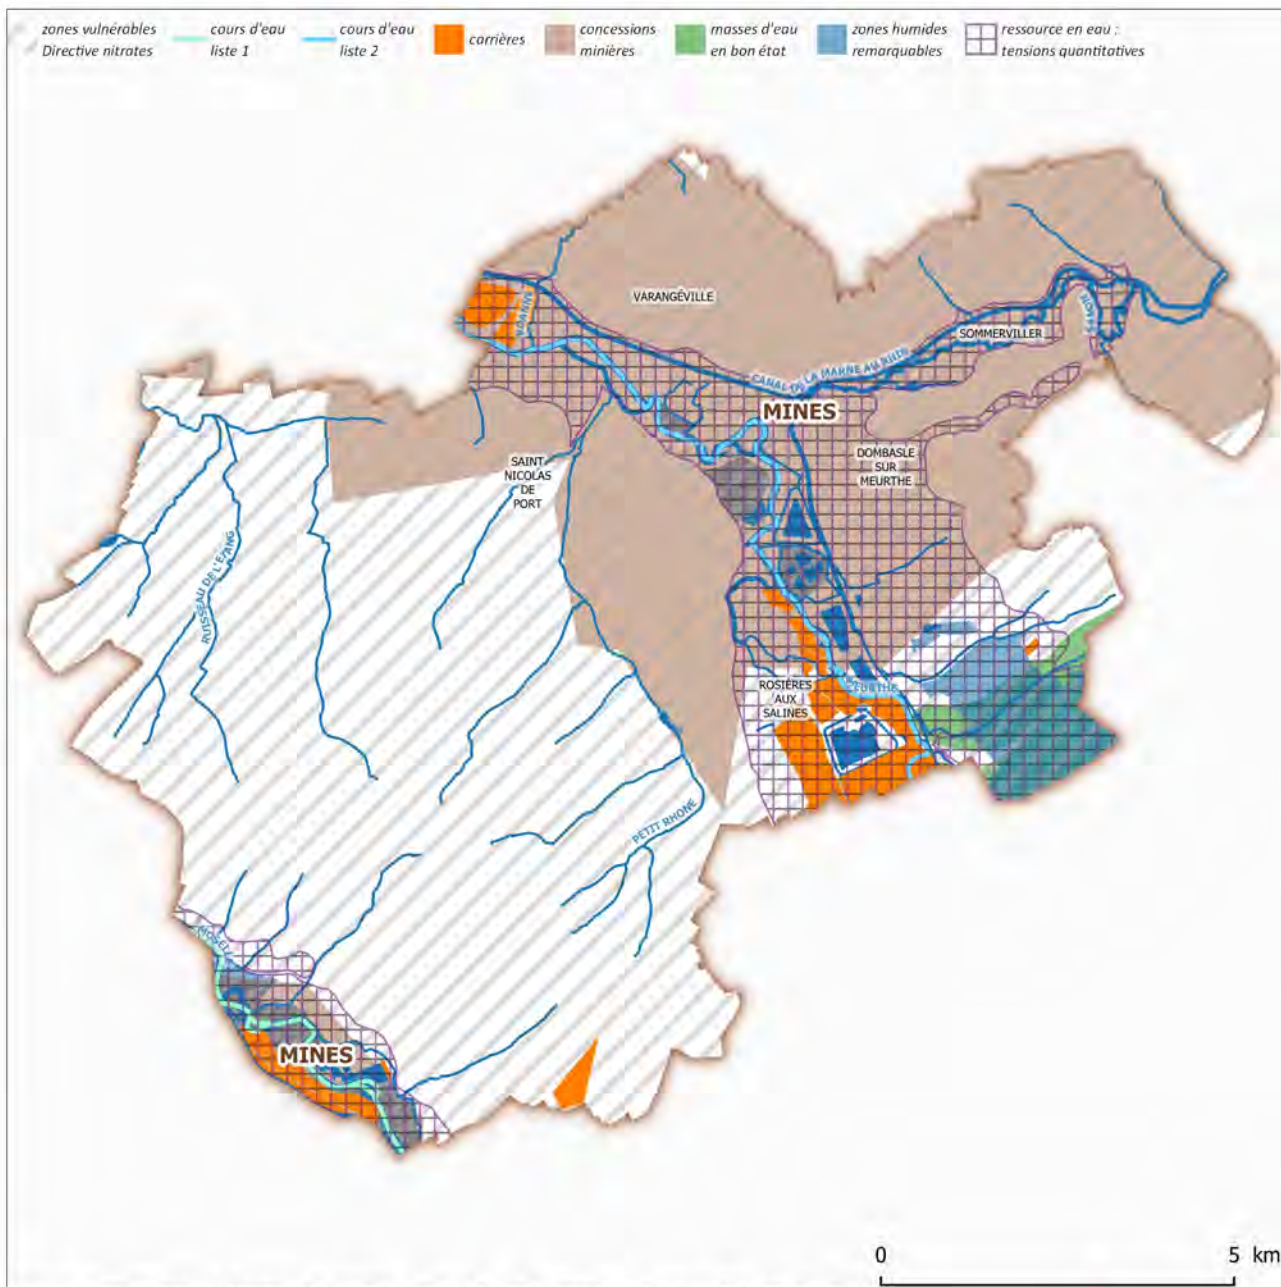 zones vulnérables
Directive nitrates
cours d'eau
liste 1
cours d'eau
liste 2
carrières
concessions
minières
masses d'eau
en bon état
zones humides
remarquables
ressource en eau :
tensions quantitatives
VARANGÉVILLE
ROANNE
SOMMERVILLER
SANON
CANAL DE LA MARNE AU RHIN
MINES
DOMBASLE
SUR
MEURTHE
SAINT
NICOLAS
DE
PORT
RUISSEAU DE L'ETANG
ROSIÈRES
AUX
SALINES
MEURTHE
PETIT RHONE
MOSELLE
MINES
0
5 km